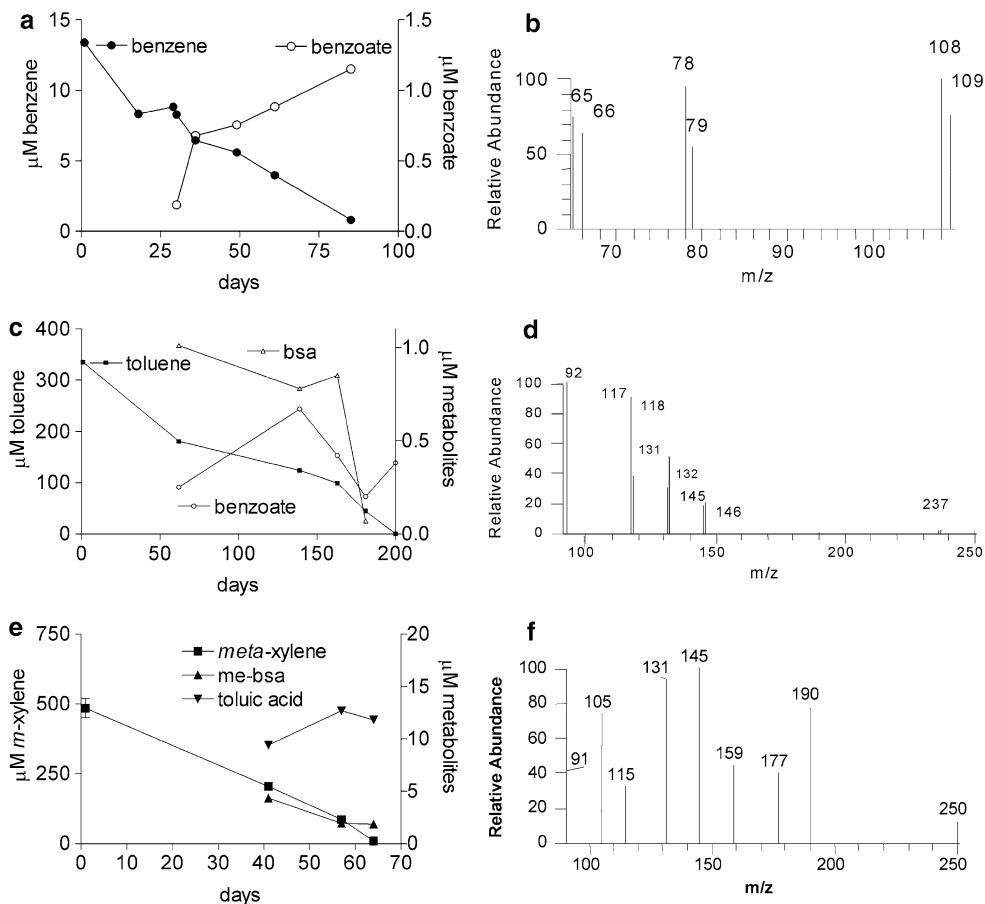 a
15
10
5
0
μM benzene
benzene
benzoate
1.5
1.0
0.5
0.0
μM benzoate
0 25 50 75 100
days
b
Relative Abundance
100
50
0
65
66
78
79
108
109
70 80 90 100
m/z
c
400
300
200
100
0
μM toluene
toluene
bsa
benzoate
1.0
0.5
0.0
μM metabolites
0 50 100 150 200
days
d
Relative Abundance
100
80
60
40
20
0
92
117
118
131
132
145
146
237
100 150 200 250
m/z
e
750
500
250
0
μM m-xylene
meta-xylene
me-bsa
toluic acid
20
15
10
5
0
μM metabolites
0 10 20 30 40 50 60 70
days
f
Relative Abundance
100
80
60
40
20
0
91
105
115
131
145
159
177
190
250
100 150 200 250
m/z